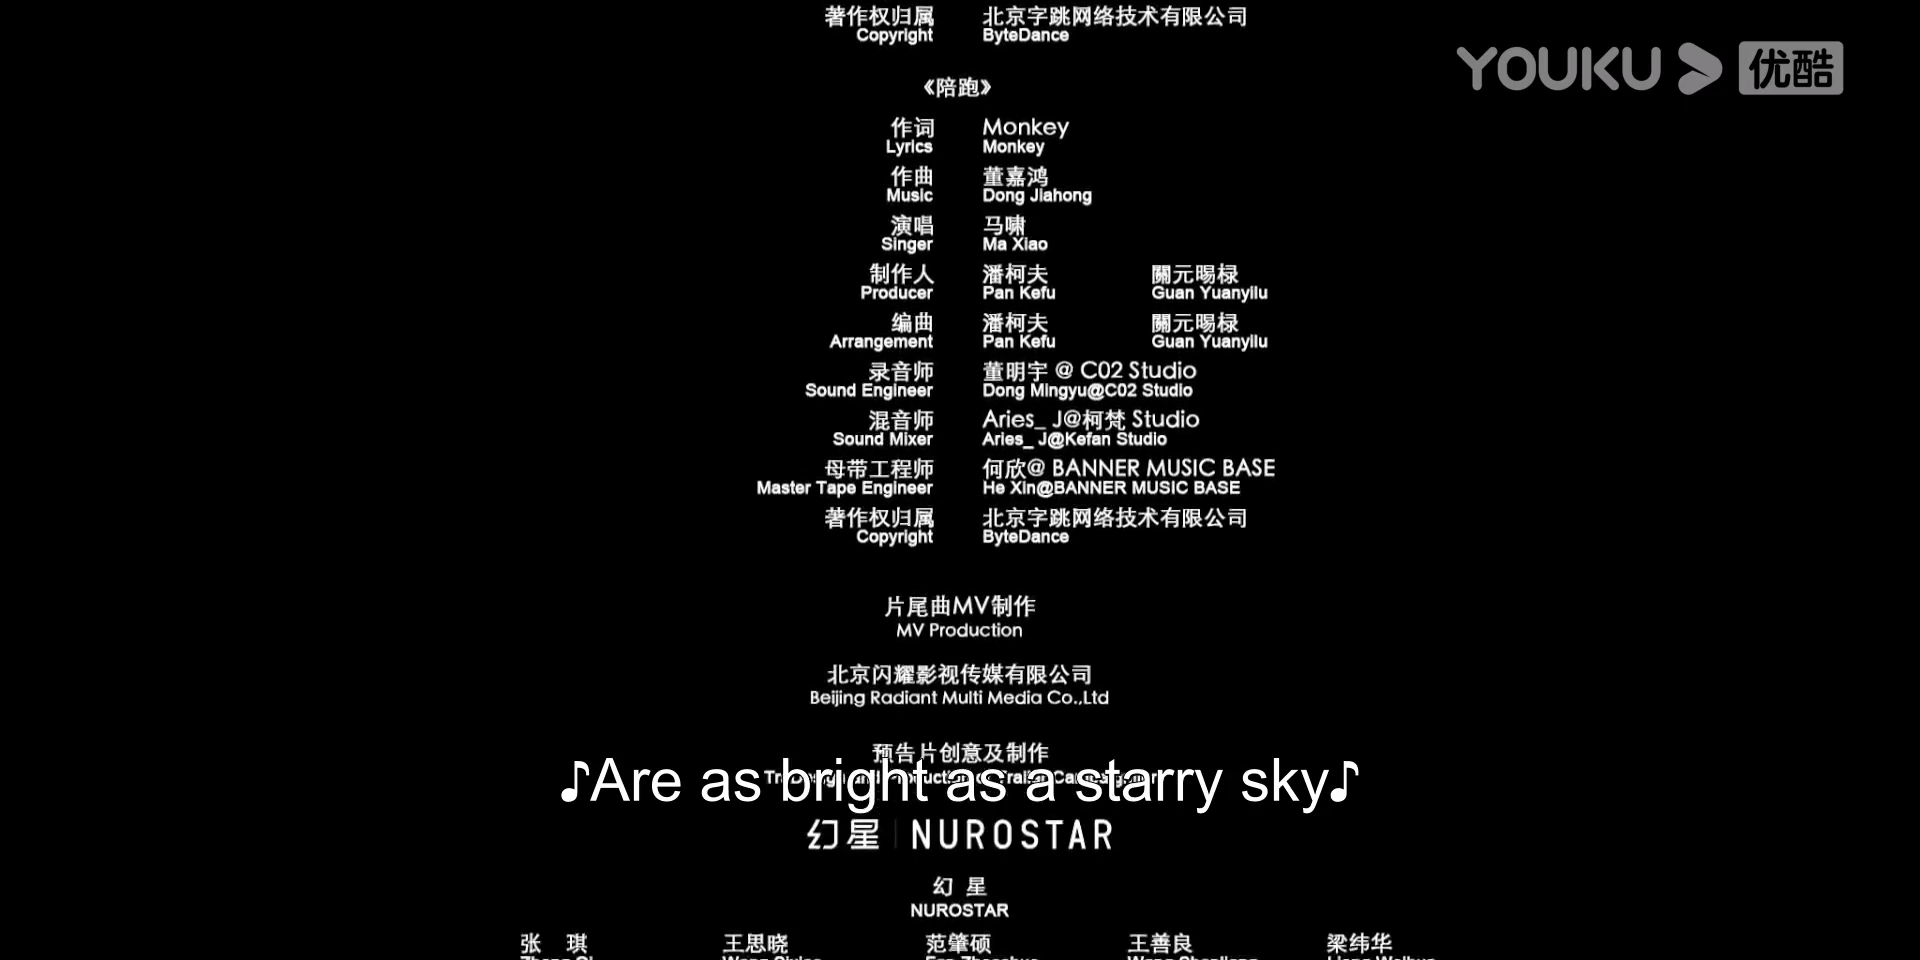 著作权归属 北京字跳网络技术有限公司
Copyright ByteDance
YOUKU 优酷
《陪跑》
作词 Monkey
Lyrics Monkey
作曲 董嘉鸿
Music Dong Jiahong
演唱 马啸
Singer Ma Xiao
制作人 潘柯夫 關元晹椂
Producer Pan Kefu Guan Yuanyilu
编曲 潘柯夫 關元晹椂
Arrangement Pan Kefu Guan Yuanyilu
录音师 董明宇 @ C02 Studio
Sound Engineer Dong Mingyu@C02 Studio
混音师 Aries_ J@柯梵 Studio
Sound Mixer Aries_ J@Kefan Studio
母带工程师 何欣@ BANNER MUSIC BASE
Master Tape Engineer He Xin@BANNER MUSIC BASE
著作权归属 北京字跳网络技术有限公司
Copyright ByteDance
片尾曲MV制作
MV Production
北京闪耀影视传媒有限公司
Beijing Radiant Multi Media Co.,Ltd
预告片创意及制作
♪Are as bright as a starry sky♪
幻星 NUROSTAR
幻 星
NUROSTAR
张 琪 王思晓 范肇硕 王善良 梁纬华